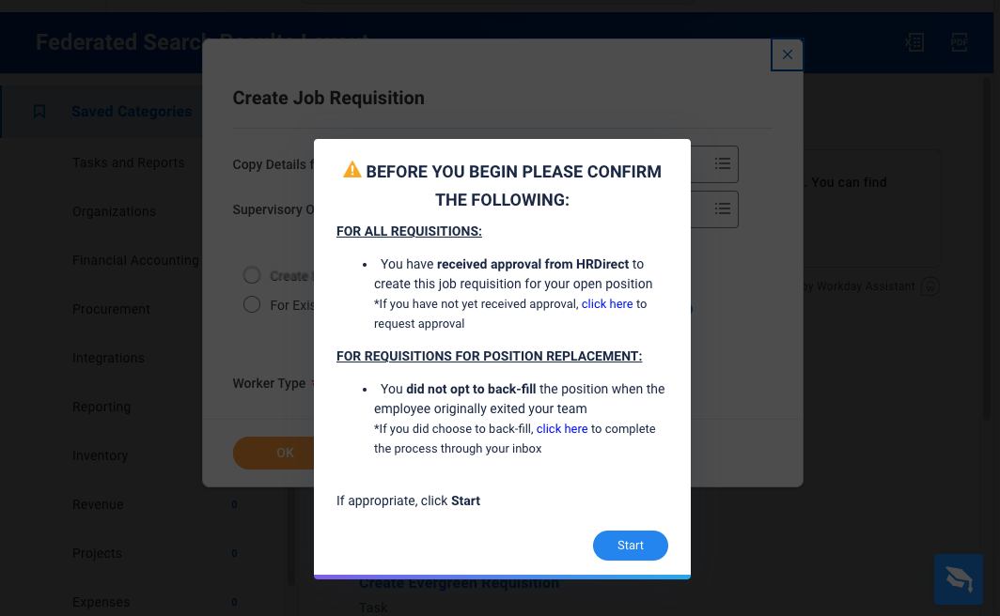 Federated Search Results Layout
PDF
Saved Categories
Tasks and Reports
Organizations
Financial Accounting
Procurement
Integrations
Reporting
Inventory
Revenue 0
Projects 0
Expenses 0
Create Job Requisition
Copy Details f
Supervisory O
Create
For Exis
Worker Type *
OK
. You can find
by Workday Assistant
BEFORE YOU BEGIN PLEASE CONFIRM
THE FOLLOWING:
FOR ALL REQUISITIONS:
• You have received approval from HRDirect to
create this job requisition for your open position
*If you have not yet received approval, click here to
request approval
FOR REQUISITIONS FOR POSITION REPLACEMENT:
• You did not opt to back-fill the position when the
employee originally exited your team
*If you did choose to back-fill, click here to complete
the process through your inbox
If appropriate, click Start
Start
Create Evergreen Requisition
Task